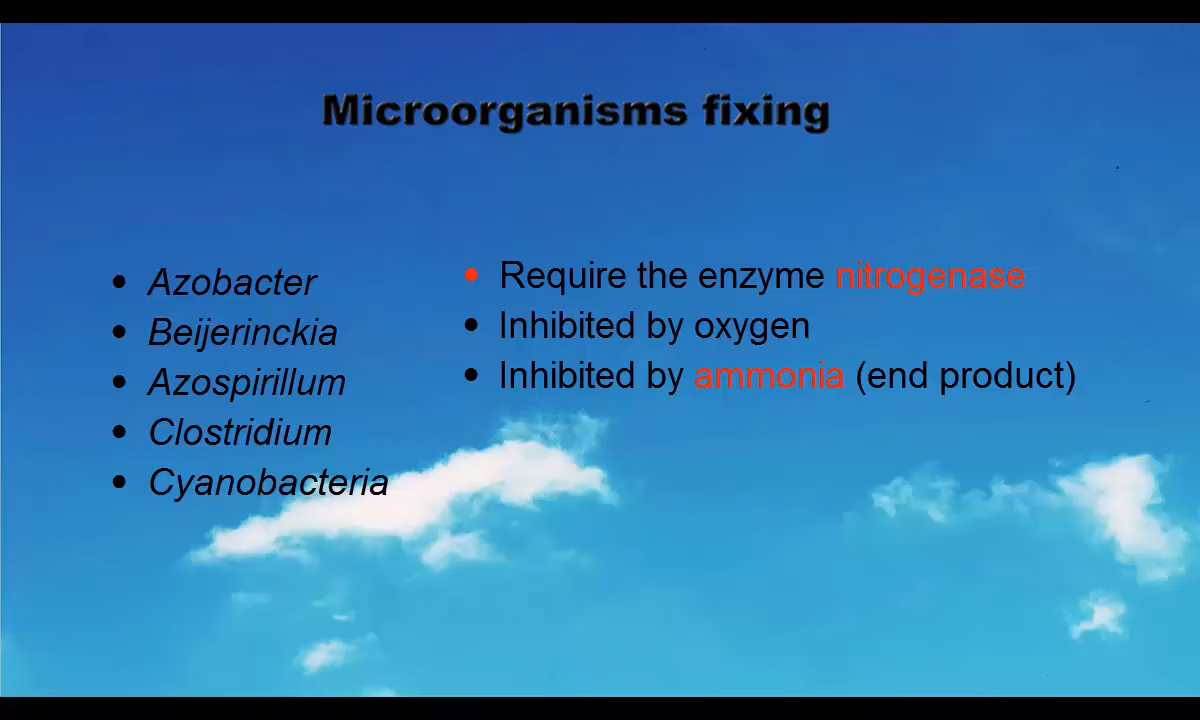 Microorganisms fixing
• Azobacter
• Beijerinckia
• Azospirillum
• Clostridium
• Cyanobacteria
• Require the enzyme nitrogenase
• Inhibited by oxygen
• Inhibited by ammonia (end product)